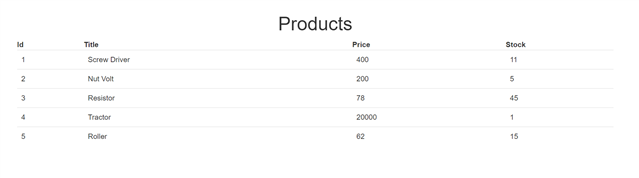 Products
Id Title Price Stock
1 Screw Driver 400 11
2 Nut Volt 200 5
3 Resistor 78 45
4 Tractor 20000 1
5 Roller 62 15